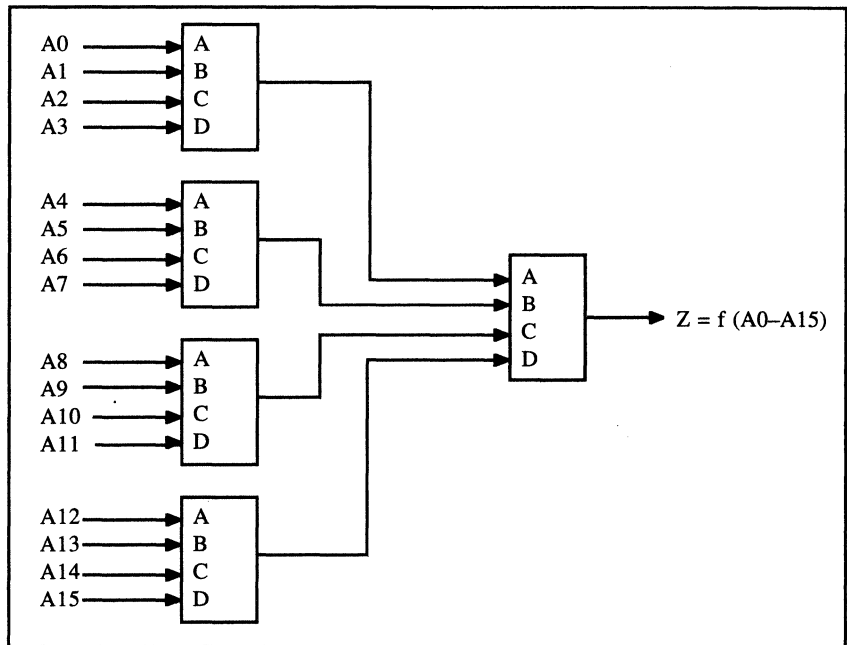 A0 A
A1 B
A2 C
A3 D
A4 A
A5 B
A6 C
A7 D
A
B
C
D
Z = f (A0–A15)
A8 A
A9 B
A10 C
A11 D
A12 A
A13 B
A14 C
A15 D